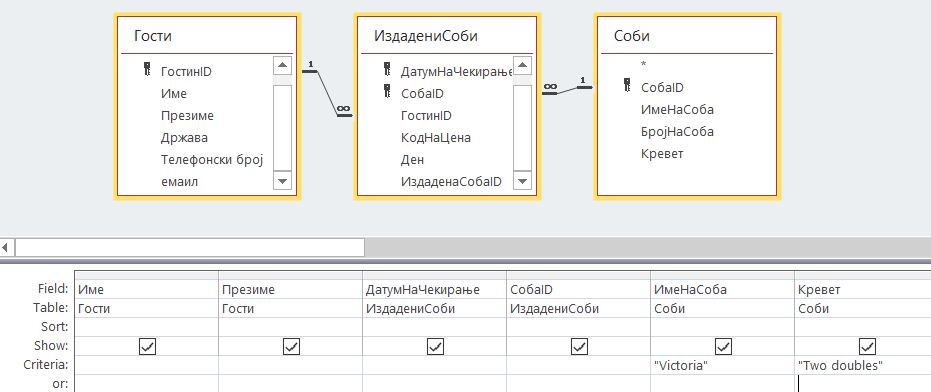 Гости
ГостинID
Име
Презиме
Држава
Телефонски број
емаил
1
∞
ИздадениСоби
ДатумНаЧекирање
СобаID
ГостинID
КодНаЦена
Ден
ИздаденаСобаID
∞
1
Соби
*
СобаID
ИмеНаСоба
БројНаСоба
Кревет
Field: Име Презиме ДатумНаЧекирање СобаID ИмеНаСоба Кревет
Table: Гости Гости ИздадениСоби ИздадениСоби Соби Соби
Sort:
Show:
Criteria: "Victoria" "Two doubles"
or: